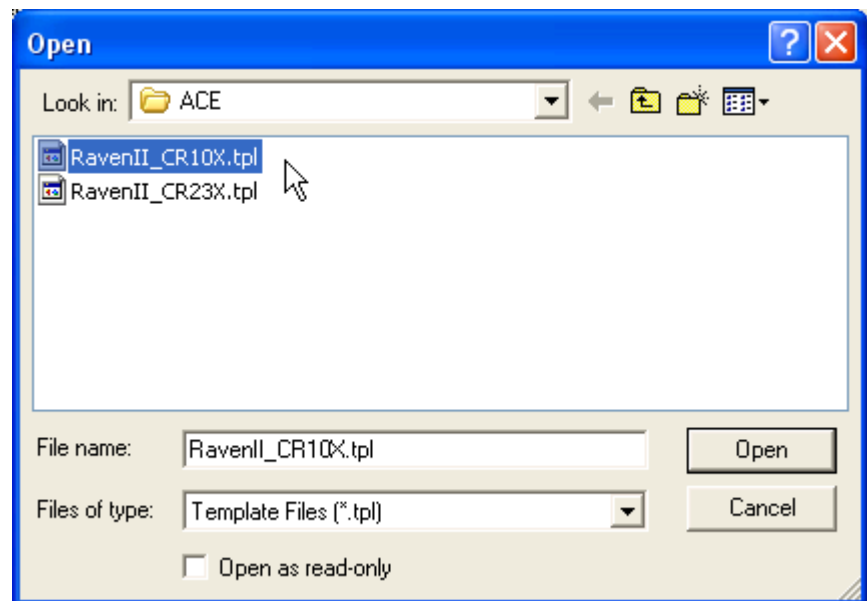 Open
Look in: ACE
RavenII_CR10X.tpl
RavenII_CR23X.tpl
File name: RavenII_CR10X.tpl Open
Files of type: Template Files (*.tpl) Cancel
Open as read-only